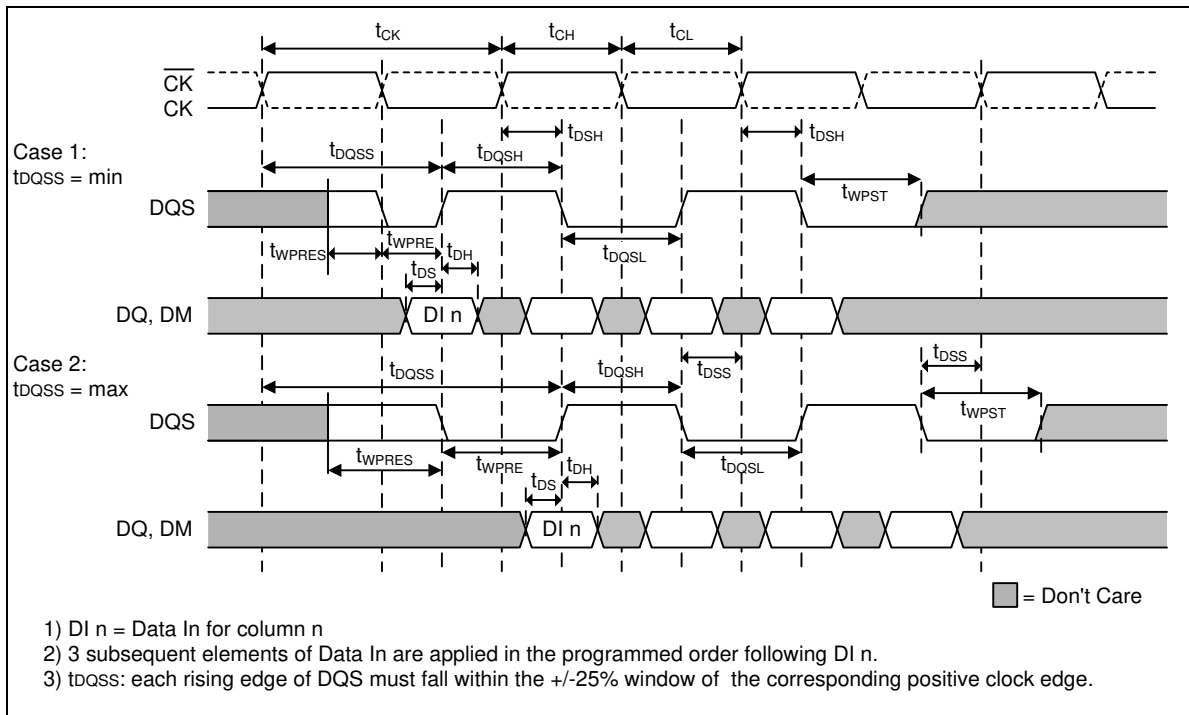 tCK tCH tCL
CK
CK
tDSH tDSH
Case 1:
tDQSS = min
tDQSS tDQSH
tWPST
DQS
tWPRES tWPRE tDH tDQSL
tDS
DQ, DM DI n
Case 2:
tDQSS = max
tDQSS tDQSH tDSS tDSS
tWPST
DQS
tWPRES tWPRE tDQSL
tDS tDH
DQ, DM DI n
= Don't Care
1) DI n = Data In for column n
2) 3 subsequent elements of Data In are applied in the programmed order following DI n.
3) tDQSS: each rising edge of DQS must fall within the +/-25% window of the corresponding positive clock edge.